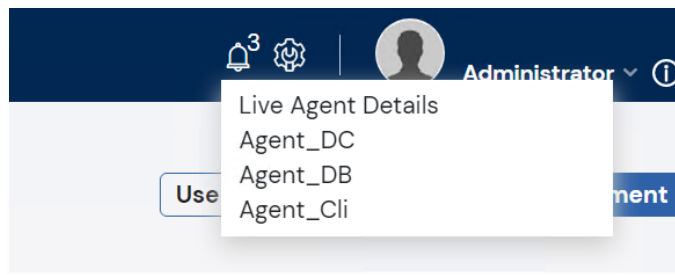 3
Administrator
Live Agent Details
Agent_DC
Agent_DB
Agent_Cli
Use
ment